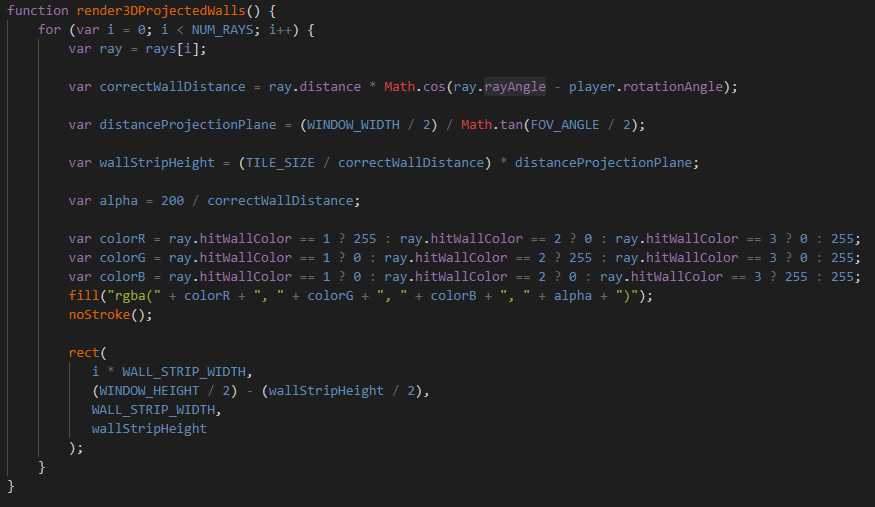 function render3DProjectedWalls() {
for (var i = 0; i < NUM_RAYS; i++) {
var ray = rays[i];
var correctWallDistance = ray.distance * Math.cos(ray.rayAngle - player.rotationAngle);
var distanceProjectionPlane = (WINDOW_WIDTH / 2) / Math.tan(FOV_ANGLE / 2);
var wallStripHeight = (TILE_SIZE / correctWallDistance) * distanceProjectionPlane;
var alpha = 200 / correctWallDistance;
var colorR = ray.hitWallColor == 1 ? 255 : ray.hitWallColor == 2 ? 0 : ray.hitWallColor == 3 ? 0 : 255;
var colorG = ray.hitWallColor == 1 ? 0 : ray.hitWallColor == 2 ? 255 : ray.hitWallColor == 3 ? 0 : 255;
var colorB = ray.hitWallColor == 1 ? 0 : ray.hitWallColor == 2 ? 0 : ray.hitWallColor == 3 ? 255 : 255;
fill("rgba(" + colorR + ", " + colorG + ", " + colorB + ", " + alpha + ")");
noStroke();
rect(
i * WALL_STRIP_WIDTH,
(WINDOW_HEIGHT / 2) - (wallStripHeight / 2),
WALL_STRIP_WIDTH,
wallStripHeight
);
}
}